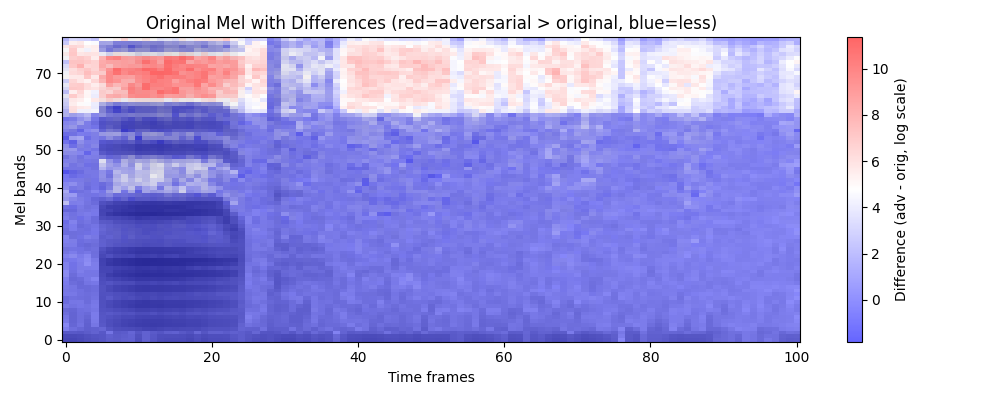 Original Mel with Differences (red=adversarial > original, blue=less)
Mel bands
70
60
50
40
30
20
10
0
0 20 40 60 80 100
Time frames
10
8
6
4
2
0
Difference (adv - orig, log scale)